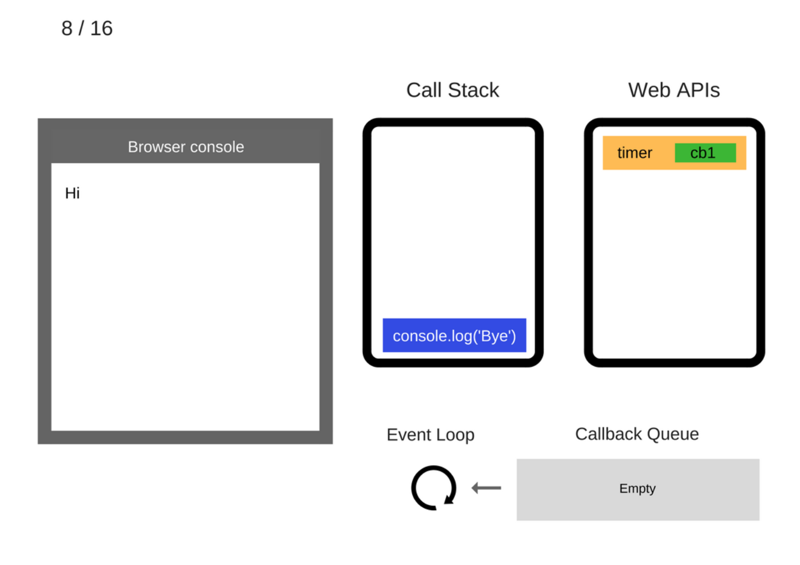 8 / 16
Call Stack
Web APIs
Browser console
timer
cb1
Hi
console.log('Bye')
Event Loop
Callback Queue
Empty